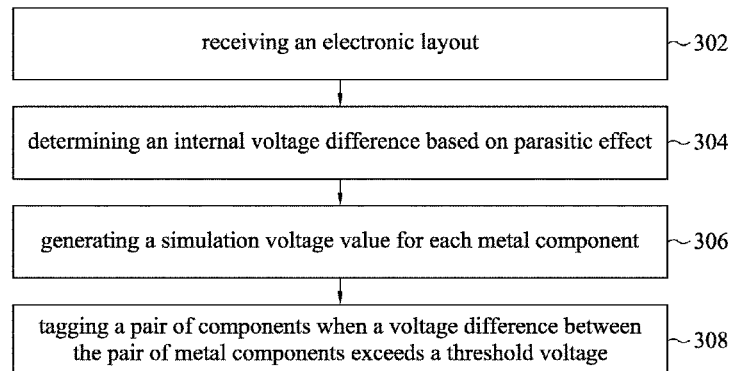 receiving an electronic layout
302
determining an internal voltage difference based on parasitic effect
304
generating a simulation voltage value for each metal component
306
tagging a pair of components when a voltage difference between
the pair of metal components exceeds a threshold voltage
308